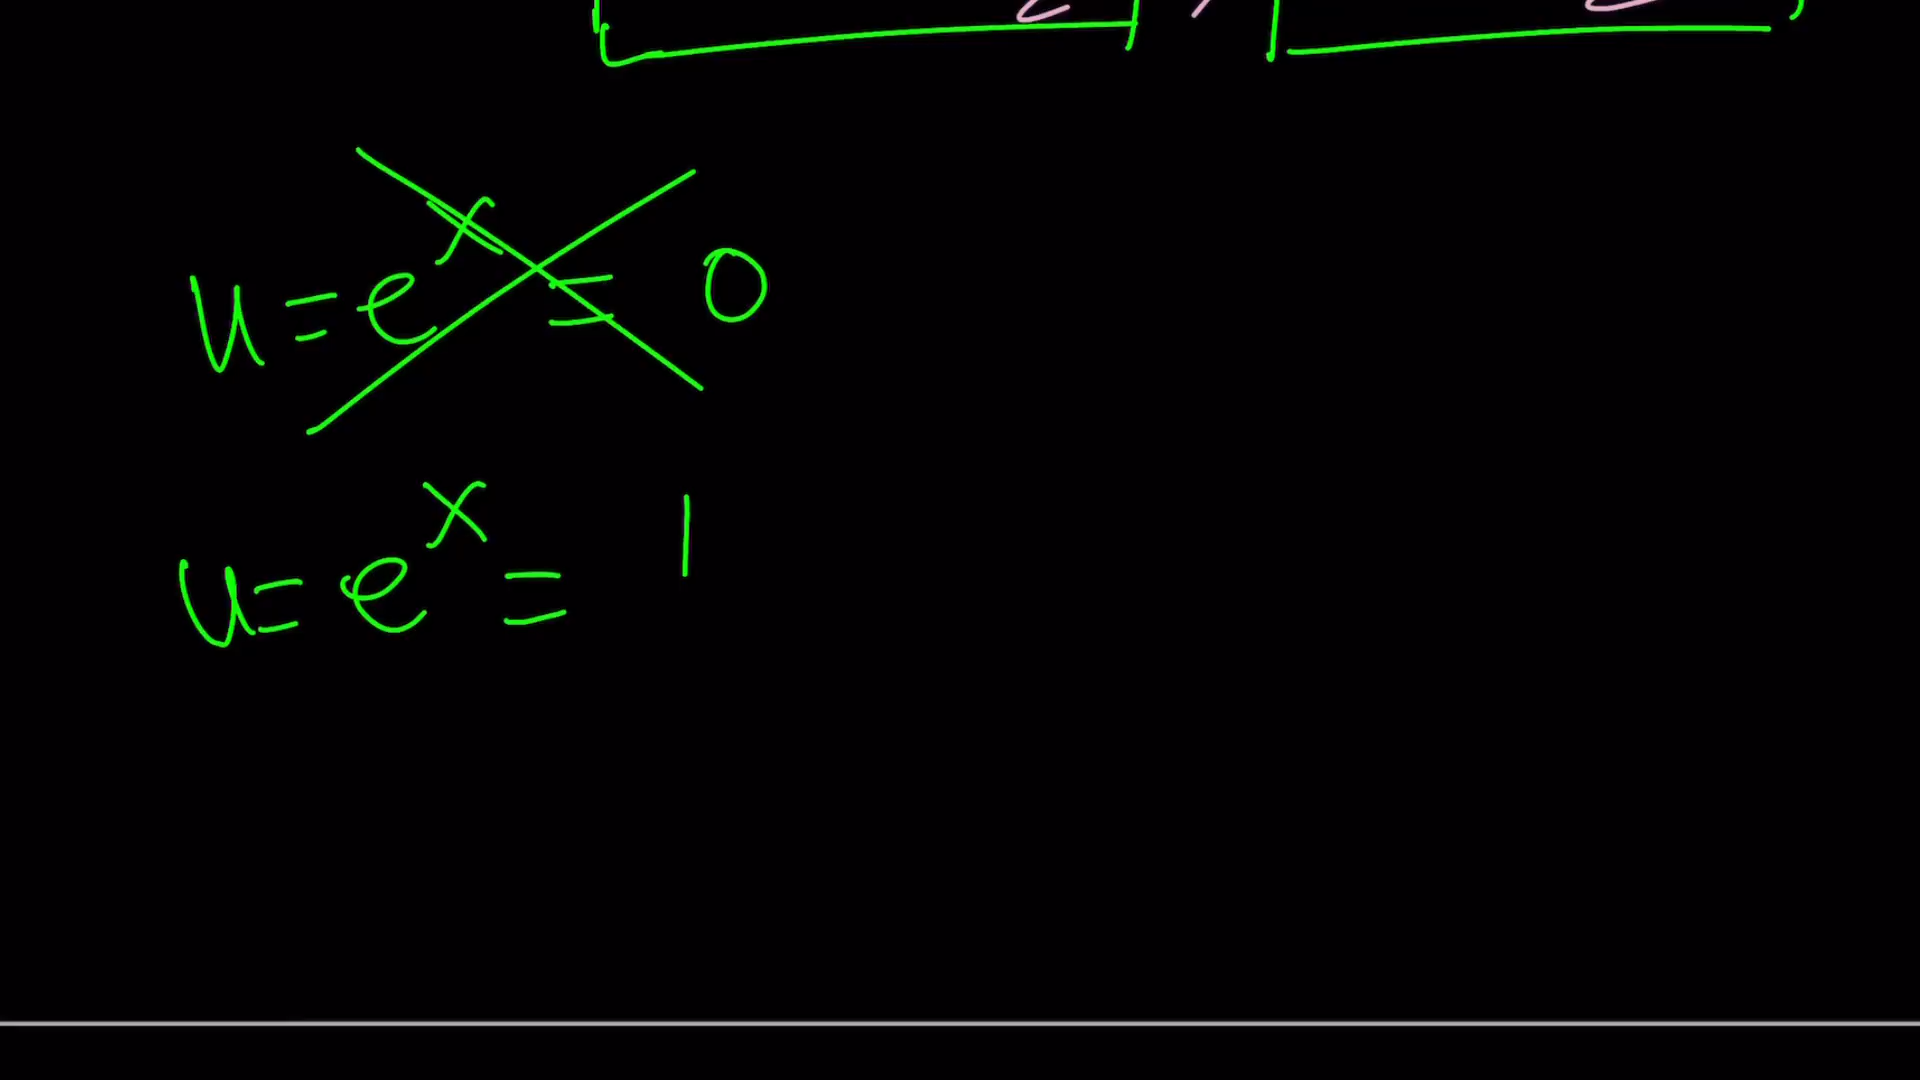 u = e^x = 0
u = e^x = 1